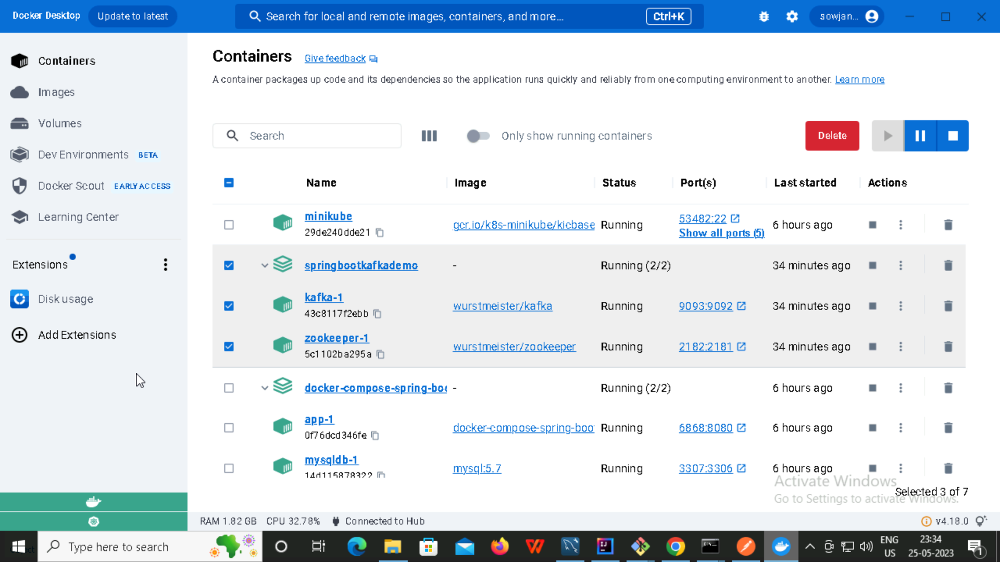 Docker Desktop
Update to latest
Search for local and remote images, containers, and more...
Ctrl+K
sowjan...
Containers
Images
Volumes
Dev Environments BETA
Docker Scout EARLY ACCESS
Learning Center
Extensions
Disk usage
Add Extensions
Containers Give feedback
A container packages up code and its dependencies so the application runs quickly and reliably from one computing environment to another. Learn more
Search
Only show running containers
Delete
Name Image Status Port(s) Last started Actions
minikube
29de240dde21
gcr.io/k8s-minikube/kicbase Running
53482:22
Show all ports (5)
6 hours ago
springbootkafkademo - Running (2/2) 34 minutes ago
kafka-1
43c8117f2ebb
wurstmeister/kafka Running 9093:9092 34 minutes ago
zookeeper-1
5c1102ba295a
wurstmeister/zookeeper Running 2182:2181 34 minutes ago
docker-compose-spring-boo - Running (2/2) 6 hours ago
app-1
0f76dcd346fe
docker-compose-spring-boo Running 6868:8080 6 hours ago
mysqldb-1
14d115878322
mysql:5.7 Running 3307:3306 6 hours ago
Activate Windows
Selected 3 of 7
Go to Settings to activate Windows.
RAM 1.82 GB CPU 32.78% Connected to Hub
v4.18.0
Type here to search
ENG
US
23:34
25-05-2023
1